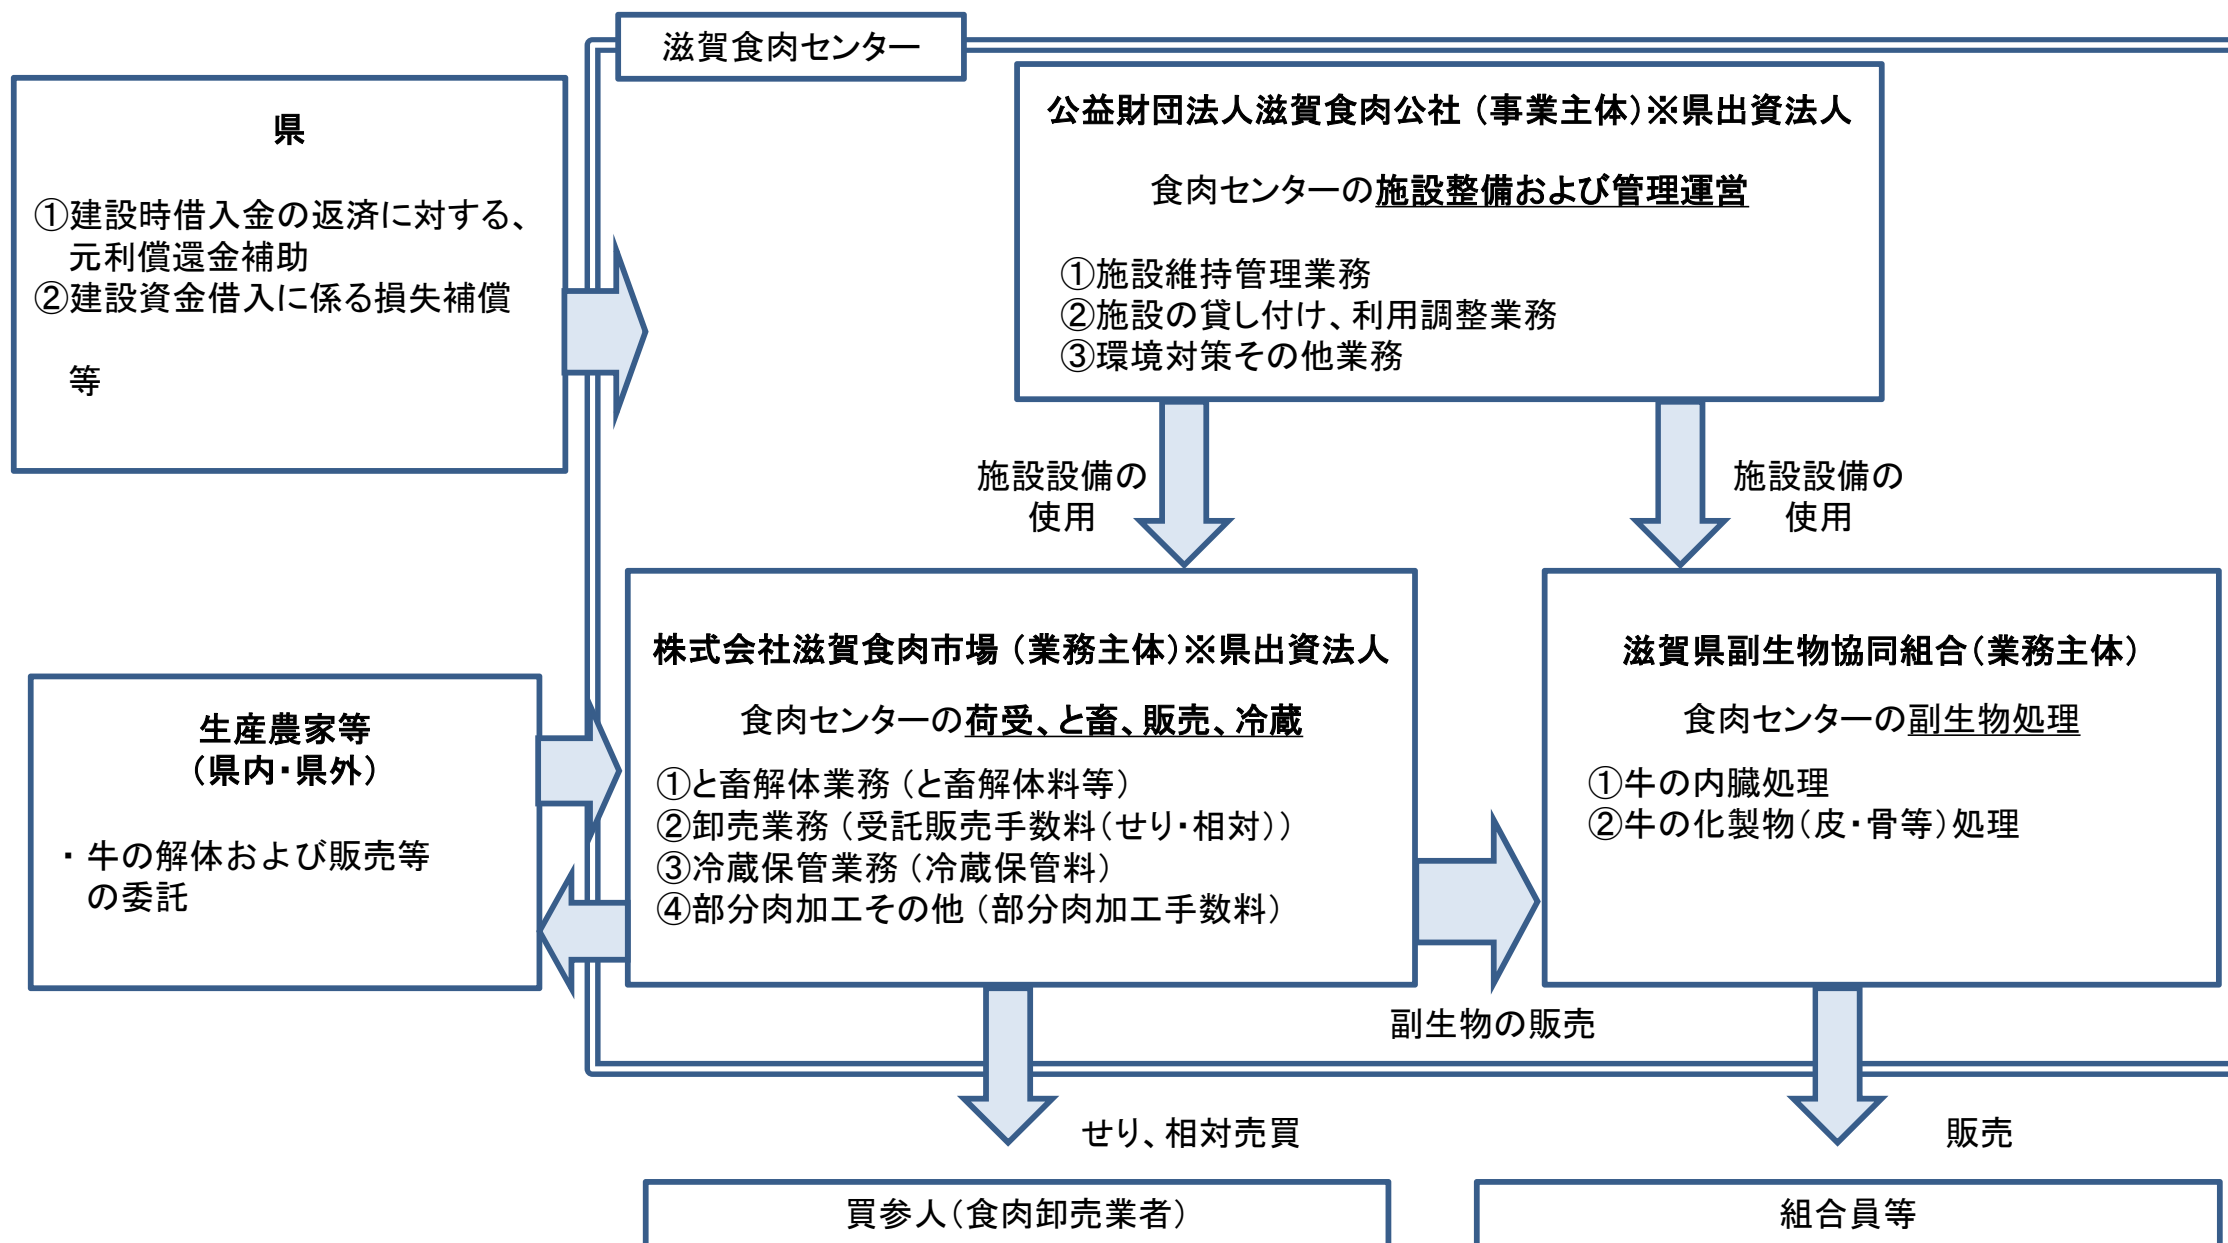 滋賀食肉センター
県
①建設時借入金の返済に対する、
元利償還金補助
②建設資金借入に係る損失補償
等
公益財団法人滋賀食肉公社（事業主体）※県出資法人
食肉センターの施設整備および管理運営
①施設維持管理業務
②施設の貸し付け、利用調整業務
③環境対策その他業務
施設設備の
使用
施設設備の
使用
生産農家等
（県内・県外）
・牛の解体および販売等
の委託
株式会社滋賀食肉市場（業務主体）※県出資法人
食肉センターの荷受、と畜、販売、冷蔵
①と畜解体業務（と畜解体料等）
②卸売業務（受託販売手数料（せり・相対））
③冷蔵保管業務（冷蔵保管料）
④部分肉加工その他（部分肉加工手数料）
滋賀県副生物協同組合（業務主体）
食肉センターの副生物処理
①牛の内臓処理
②牛の化製物（皮・骨等）処理
副生物の販売
せり、相対売買
販売
買参人（食肉卸売業者）
組合員等